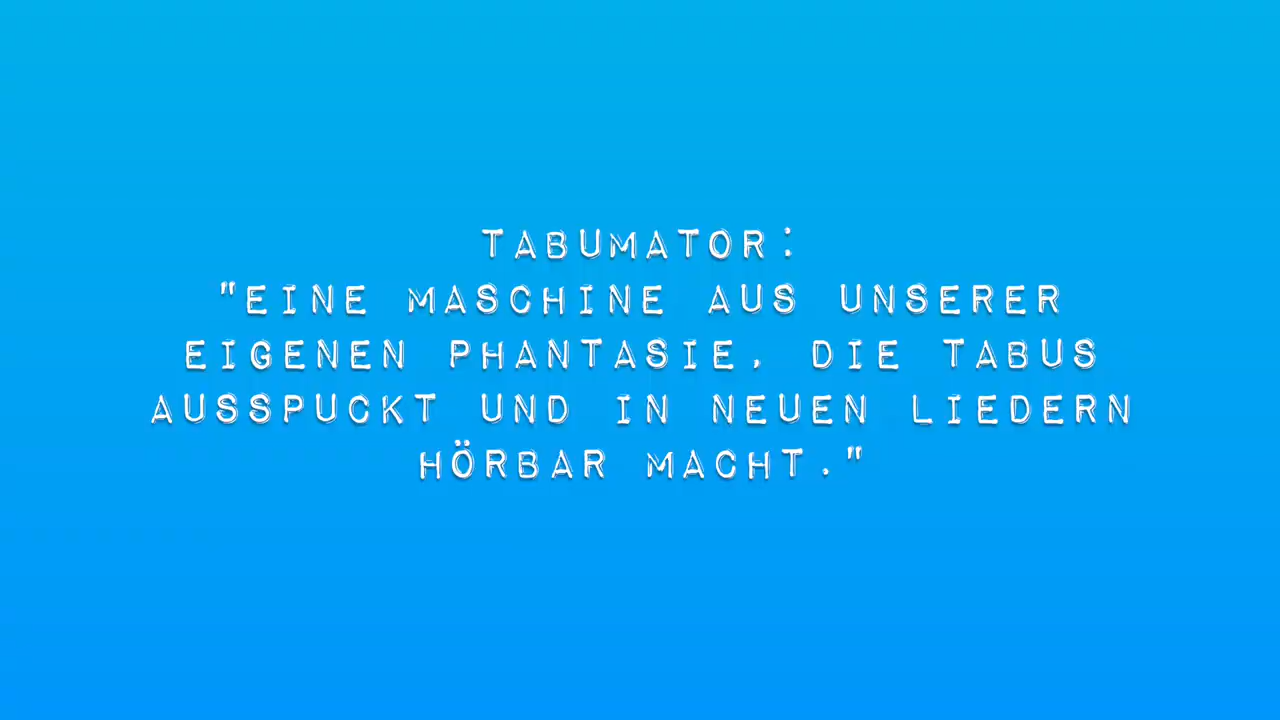 TABUMATOR:
"EINE MASCHINE AUS UNSERER
EIGENEN PHANTASIE, DIE TABUS
AUSSPUCKT UND IN NEUEN LIEDERN
HÖRBAR MACHT."